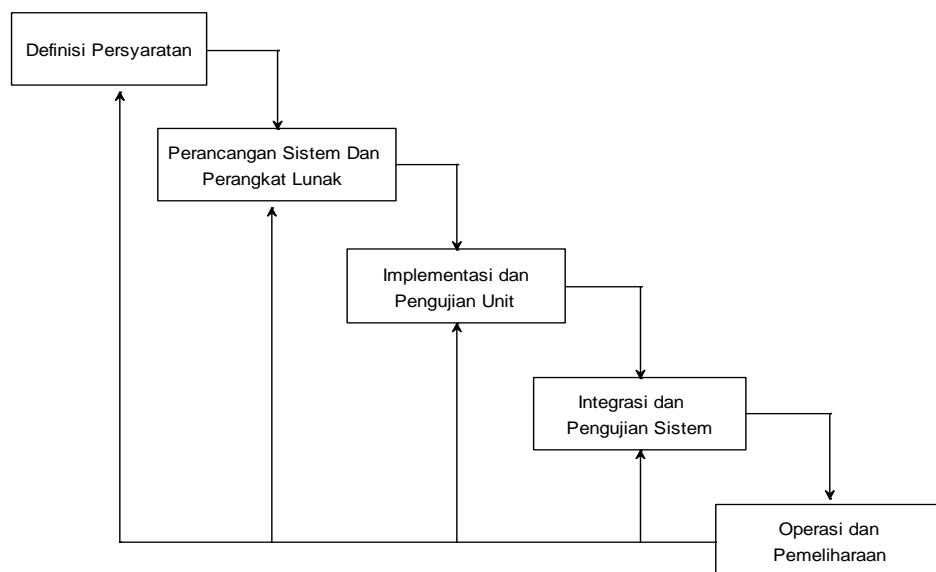 Definisi Persyaratan
Perancangan Sistem Dan
Perangkat Lunak
Implementasi dan
Pengujian Unit
Integrasi dan
Pengujian Sistem
Operasi dan
Pemeliharaan